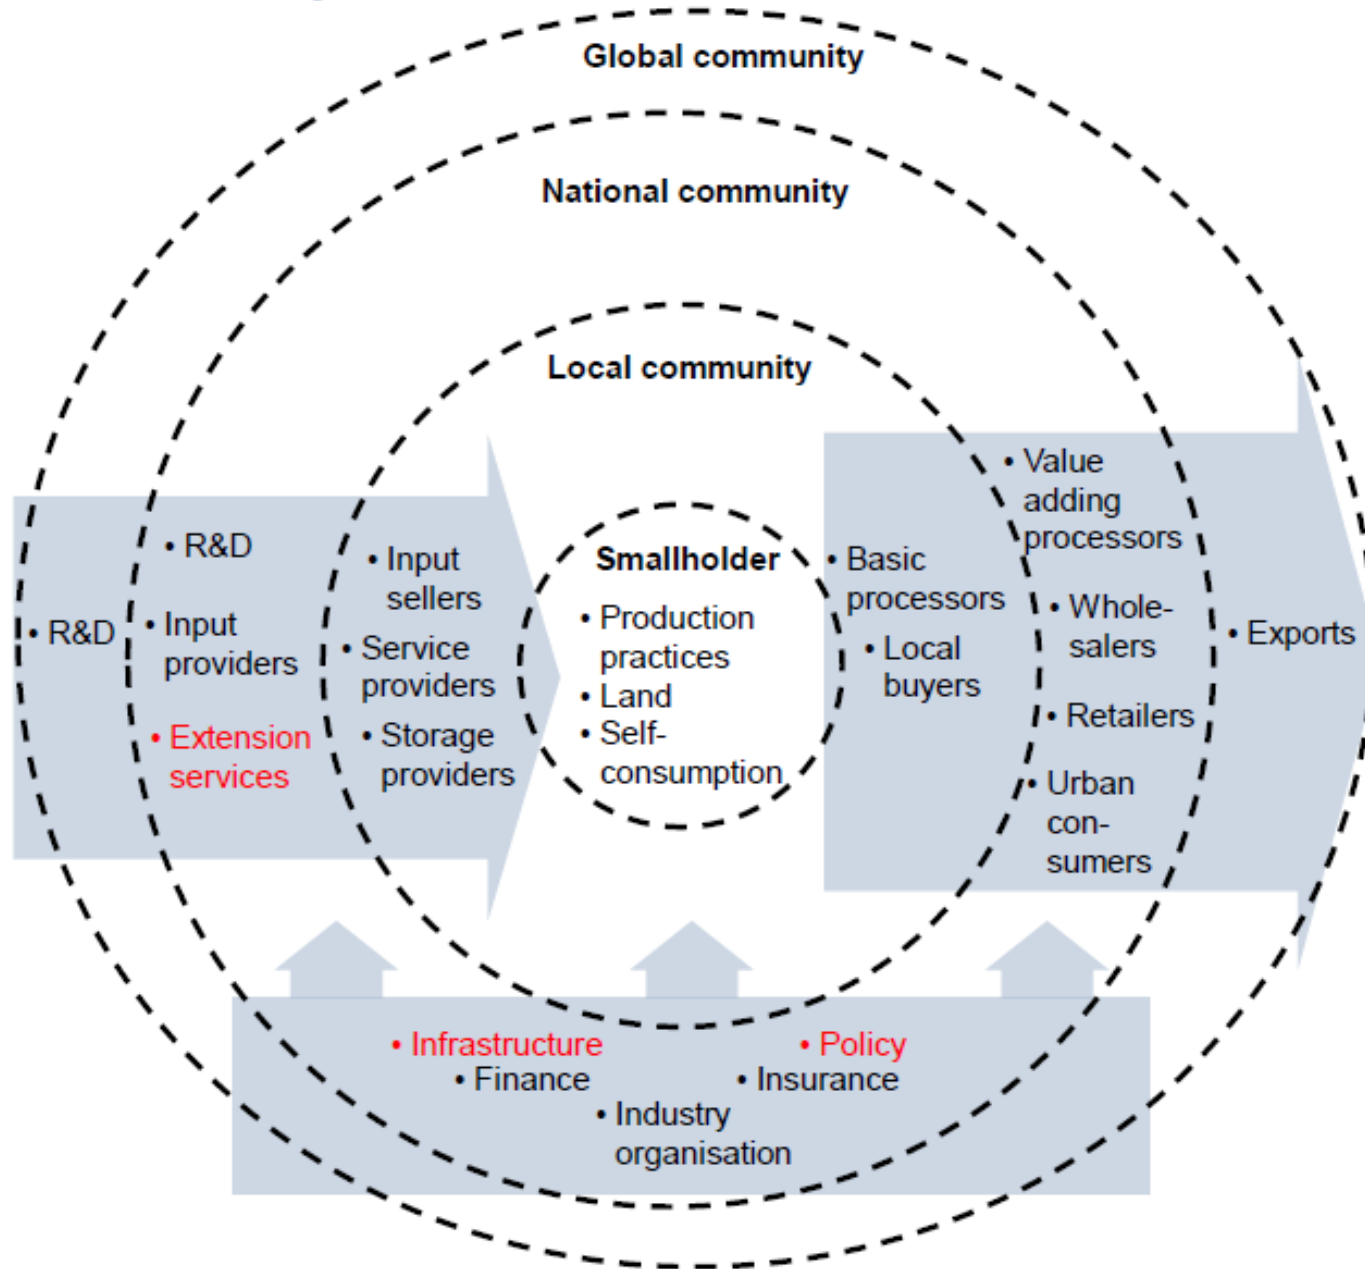 Global community
National community
Local community
• R&D
• R&D
• Input
providers
• Extension
services
• Input
sellers
• Service
providers
• Storage
providers
Smallholder
• Production
practices
• Land
• Self-
consumption
• Basic
processors
• Local
buyers
• Value
adding
processors
• Whole-
salers
• Retailers
• Urban
con-
sumers
• Exports
• Infrastructure
• Policy
• Finance
• Insurance
• Industry
organisation